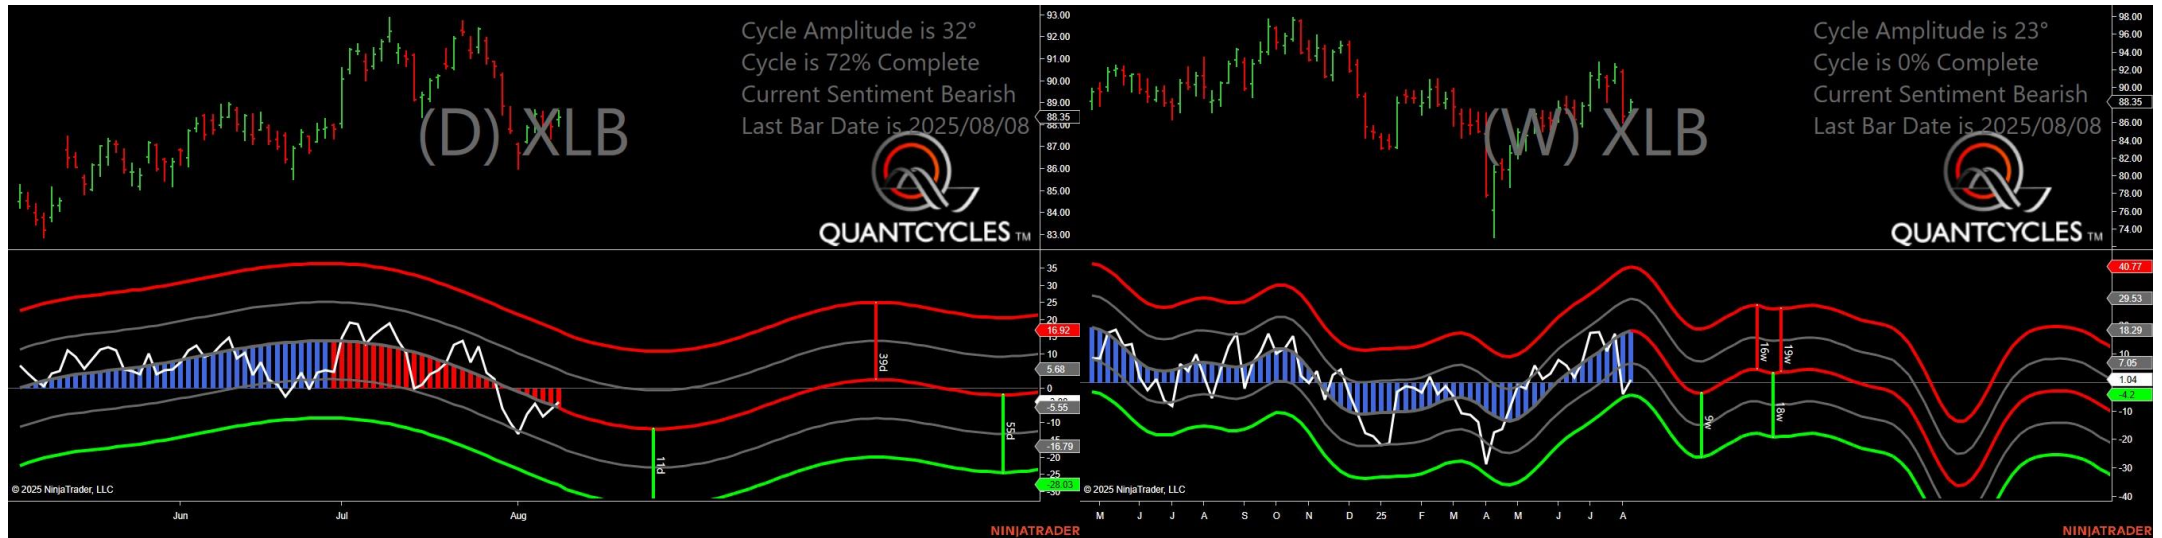 Cycle Amplitude is 32°
Cycle is 72% Complete
Current Sentiment Bearish
Last Bar Date is 2025/08/08
(D) XLB
QUANTCYCLES TM
93.00
92.00
91.00
90.00
89.00
88.35
87.00
86.00
85.00
84.00
83.00
35
30
25
20
16.92
10
5.68
0
-5.55
-10
-16.79
-20
-25
-28.03
39d
11d
55d
© 2025 NinjaTrader, LLC
Jun Jul Aug
NINJATRADER
Cycle Amplitude is 23°
Cycle is 0% Complete
Current Sentiment Bearish
Last Bar Date is 2025/08/08
(W) XLB
QUANTCYCLES TM
98.00
96.00
94.00
92.00
90.00
88.35
86.00
84.00
82.00
80.00
78.00
76.00
74.00
40.77
29.53
18.29
10
7.05
1.04
-4.2
-10
-20
-30
-40
16w
19w
9w
18w
© 2025 NinjaTrader, LLC
M J J A S O N D 25 F M A M J J A
NINJATRADER